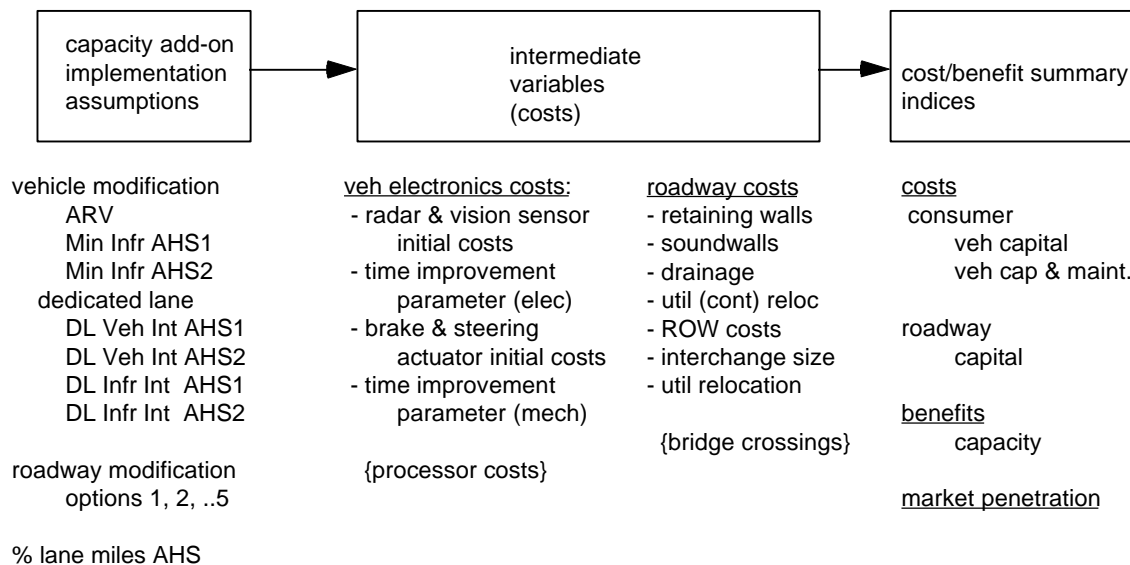 capacity add-on
implementation
assumptions
intermediate
variables
(costs)
cost/benefit summary
indices
vehicle modification
ARV
Min Infr AHS1
Min Infr AHS2
dedicated lane
DL Veh Int AHS1
DL Veh Int AHS2
DL Infr Int  AHS1
DL Infr Int  AHS2
roadway modification
options 1, 2, ..5
% lane miles AHS
veh electronics costs:
- radar & vision sensor
initial costs
- time improvement
parameter (elec)
- brake & steering
actuator initial costs
- time improvement
parameter (mech)
{processor costs}
roadway costs
- retaining walls
- soundwalls
- drainage
- util (cont) reloc
- ROW costs
- interchange size
- util relocation
{bridge crossings}
costs
consumer
veh capital
veh cap & maint.
roadway
capital
benefits
capacity
market penetration